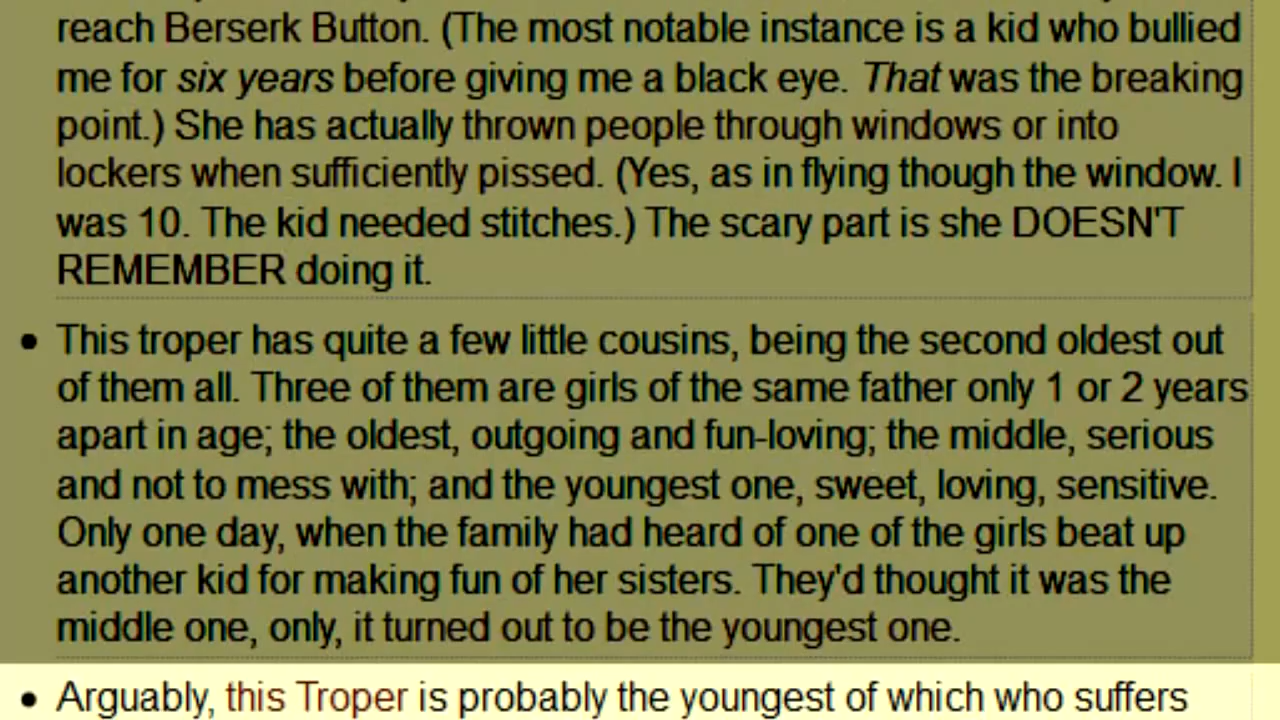 reach Berserk Button. (The most notable instance is a kid who bullied
me for six years before giving me a black eye. That was the breaking
point.) She has actually thrown people through windows or into
lockers when sufficiently pissed. (Yes, as in flying though the window. I
was 10. The kid needed stitches.) The scary part is she DOESN'T
REMEMBER doing it.
• This troper has quite a few little cousins, being the second oldest out
of them all. Three of them are girls of the same father only 1 or 2 years
apart in age; the oldest, outgoing and fun-loving; the middle, serious
and not to mess with; and the youngest one, sweet, loving, sensitive.
Only one day, when the family had heard of one of the girls beat up
another kid for making fun of her sisters. They'd thought it was the
middle one, only, it turned out to be the youngest one.
• Arguably, this Troper is probably the youngest of which who suffers